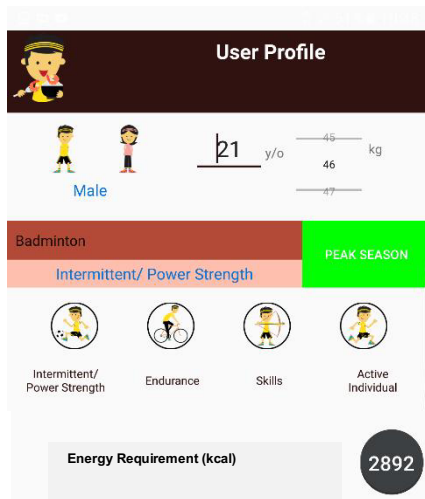 User Profile
21 y/o
45
46 kg
47
Male
Badminton
PEAK SEASON
Intermittent/ Power Strength
Intermittent/
Power Strength
Endurance
Skills
Active
Individual
Energy Requirement (kcal)
2892